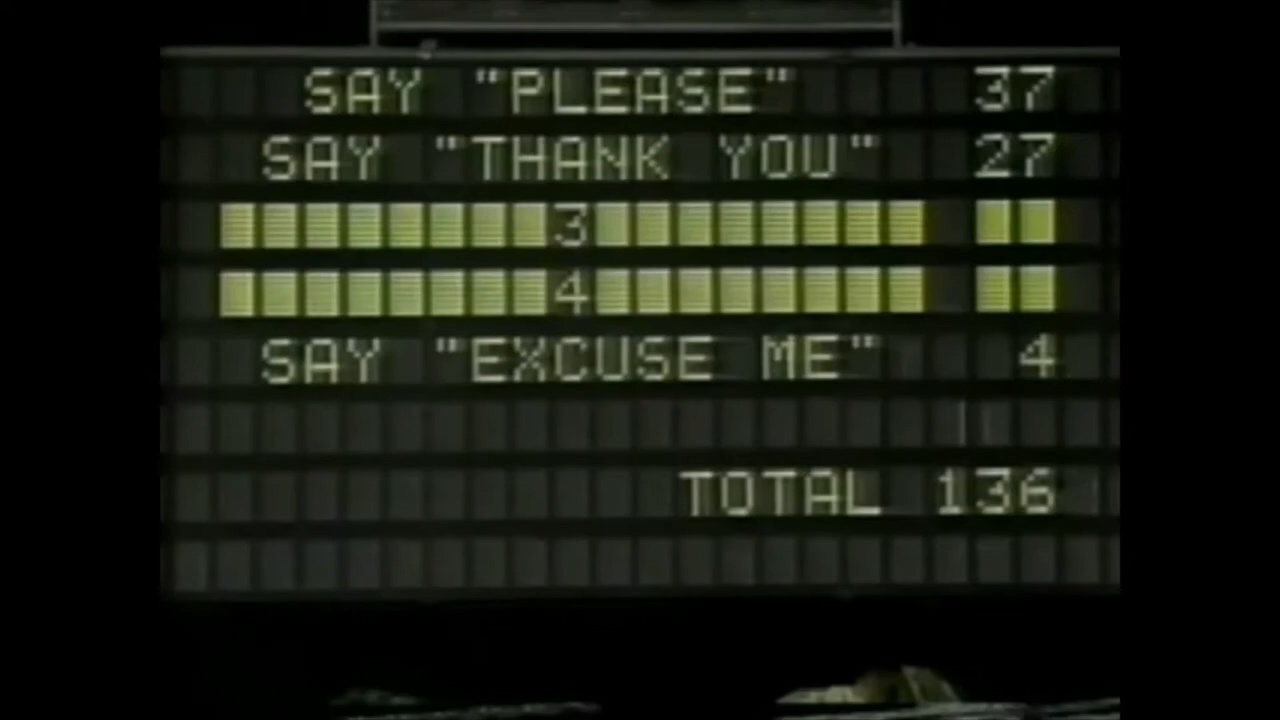 SAY "PLEASE" 37
SAY "THANK YOU" 27
3
4
SAY "EXCUSE ME" 4
TOTAL 136